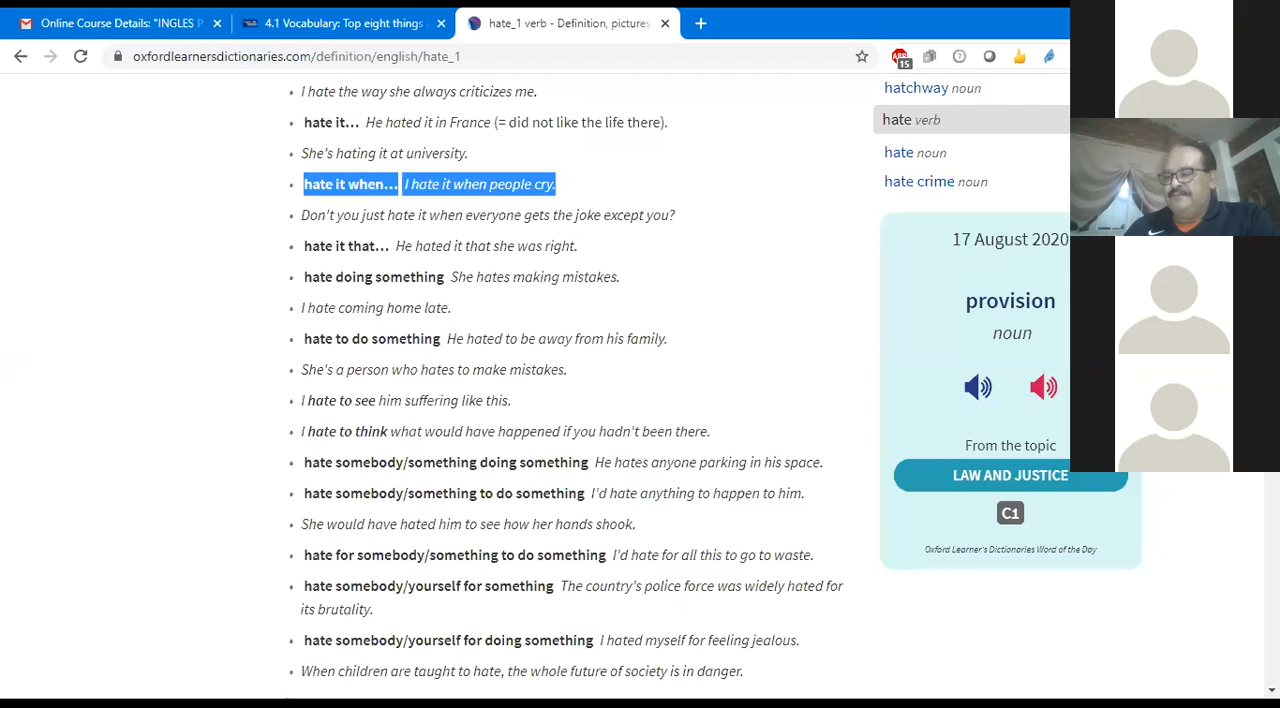 Online Course Details: "INGLES P
4.1 Vocabulary: Top eight things
hate_1 verb - Definition, pictures
oxfordlearnersdictionaries.com/definition/english/hate_1
15
I hate the way she always criticizes me.
hate it… He hated it in France (= did not like the life there).
She's hating it at university.
hate it when… I hate it when people cry.
Don't you just hate it when everyone gets the joke except you?
hate it that… He hated it that she was right.
hate doing something She hates making mistakes.
I hate coming home late.
hate to do something He hated to be away from his family.
She's a person who hates to make mistakes.
I hate to see him suffering like this.
I hate to think what would have happened if you hadn't been there.
hate somebody/something doing something He hates anyone parking in his space.
hate somebody/something to do something I'd hate anything to happen to him.
She would have hated him to see how her hands shook.
hate for somebody/something to do something I'd hate for all this to go to waste.
hate somebody/yourself for something The country's police force was widely hated for
its brutality.
hate somebody/yourself for doing something I hated myself for feeling jealous.
When children are taught to hate, the whole future of society is in danger.
hatchway noun
hate verb
hate noun
hate crime noun
17 August 2020
provision
noun
From the topic
LAW AND JUSTICE
C1
Oxford Learner's Dictionaries Word of the Day